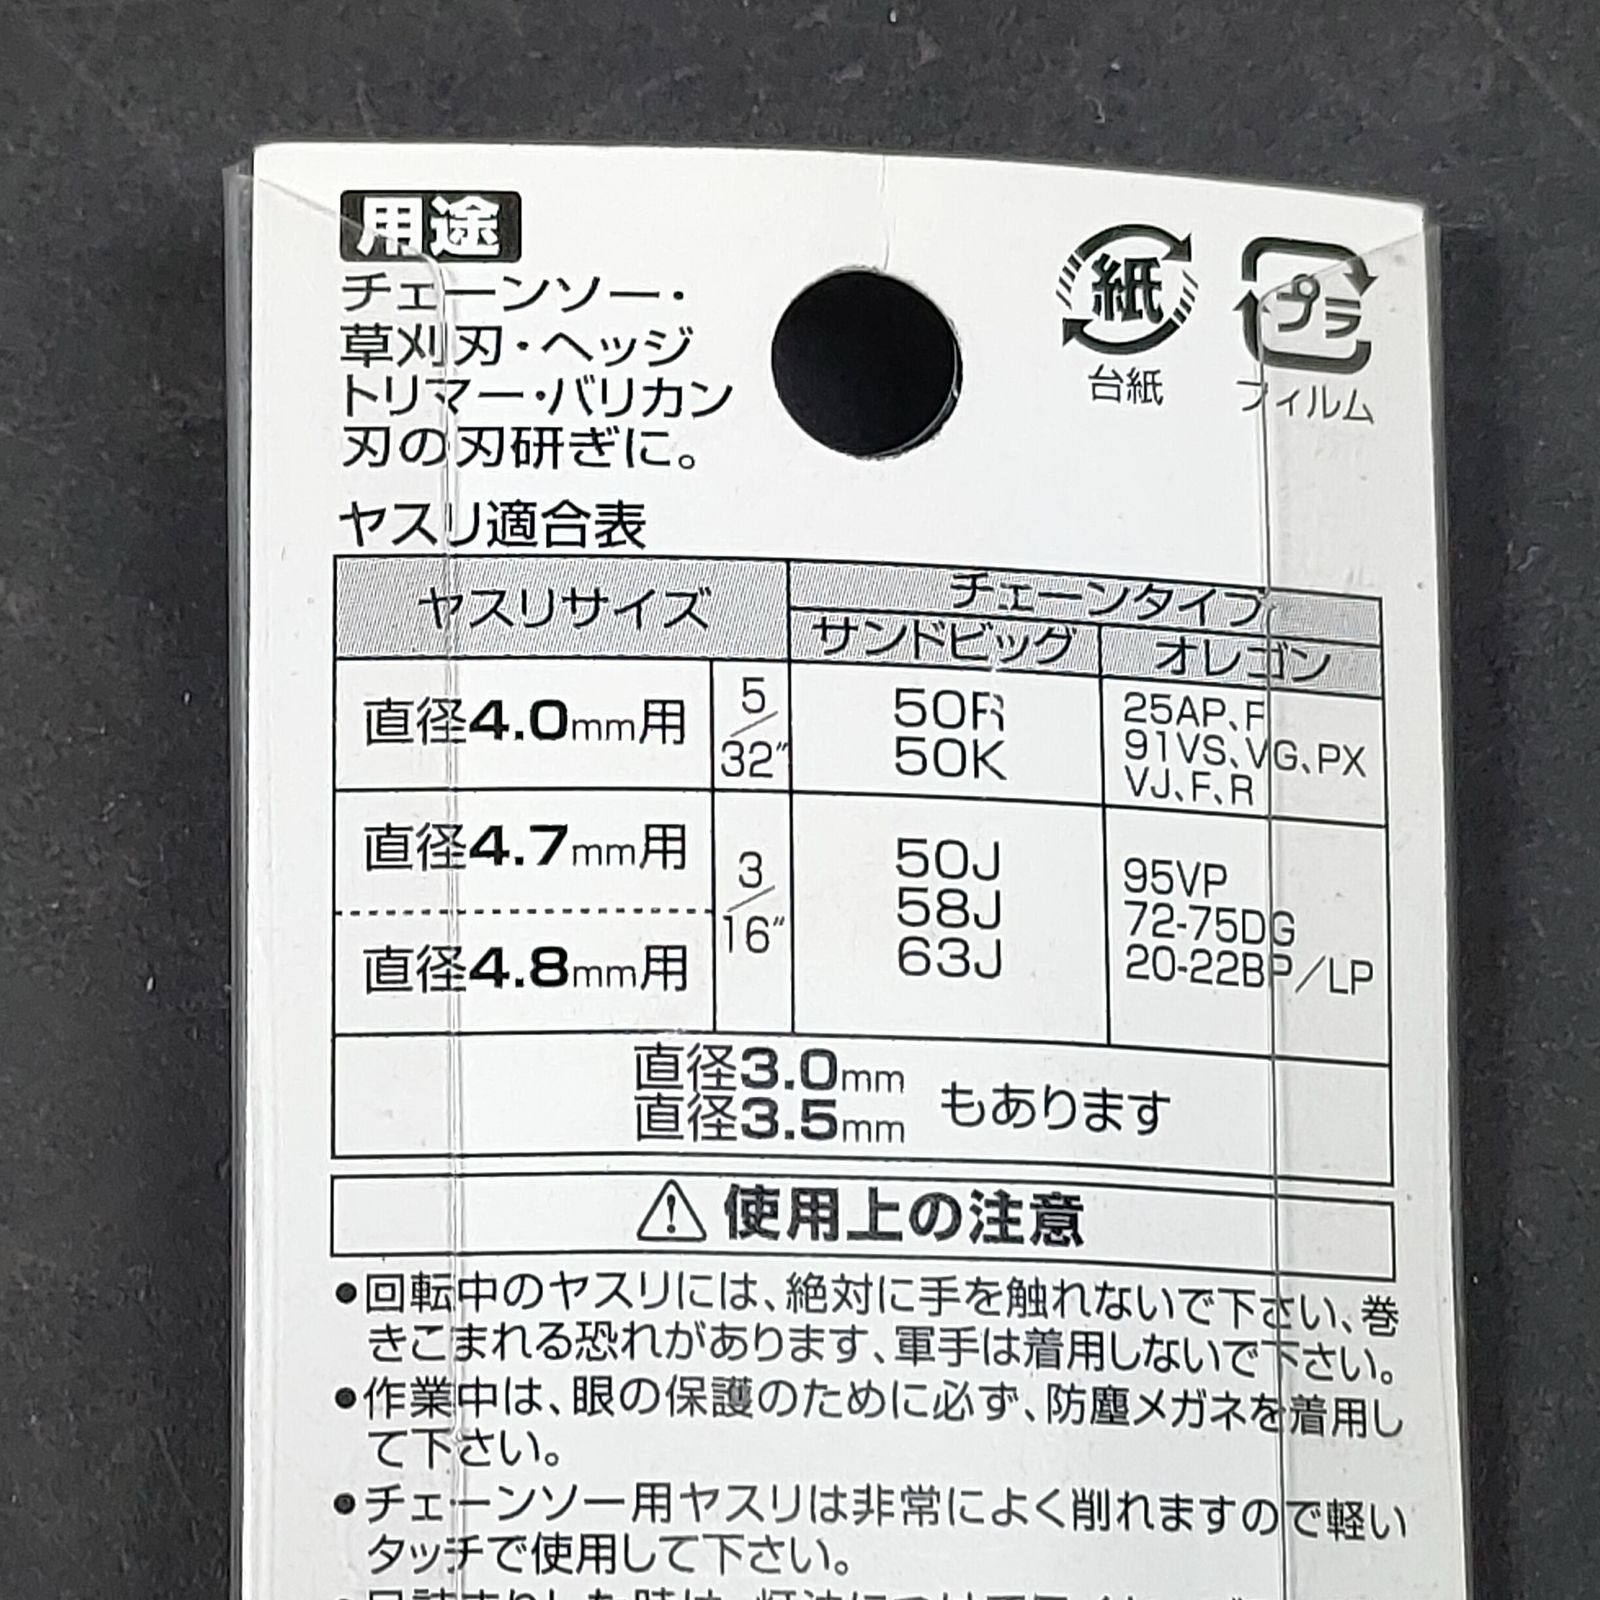 用途
チェーンソー・
草刈刃・ヘッジ
トリマー・バリカン
刃の刃研ぎに。
紙
台紙
プラ
フィルム
ヤスリ適合表
ヤスリサイズ
チェーンタイプ
サンドビッグ
オレゴン
直径4.0mm用
5/32"
50R
50K
25AP、F
91VS、VG、PX
VJ、F、R
直径4.7mm用
直径4.8mm用
3/16"
50J
58J
63J
95VP
72-75DG
20-22BP/LP
直径3.0mm
直径3.5mm
もあります
使用上の注意
●回転中のヤスリには、絶対に手を触れないで下さい、巻
きこまれる恐れがあります、軍手は着用しないで下さい。
●作業中は、眼の保護のために必ず、防塵メガネを着用し
て下さい。
●チェーンソー用ヤスリは非常によく削れますので軽い
タッチで使用して下さい。